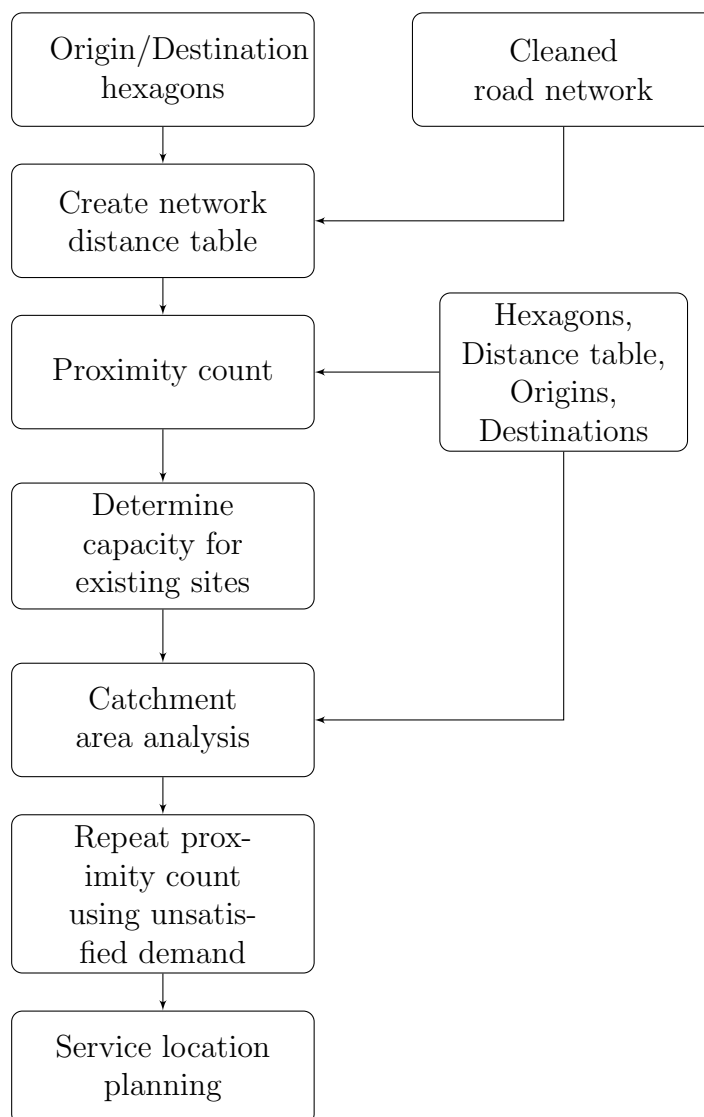 Origin/Destination
hexagons
Cleaned
road network
Create network
distance table
Hexagons,
Distance table,
Origins,
Destinations
Proximity count
Determine
capacity for
existing sites
Catchment
area analysis
Repeat prox-
imity count
using unsatis-
fied demand
Service location
planning